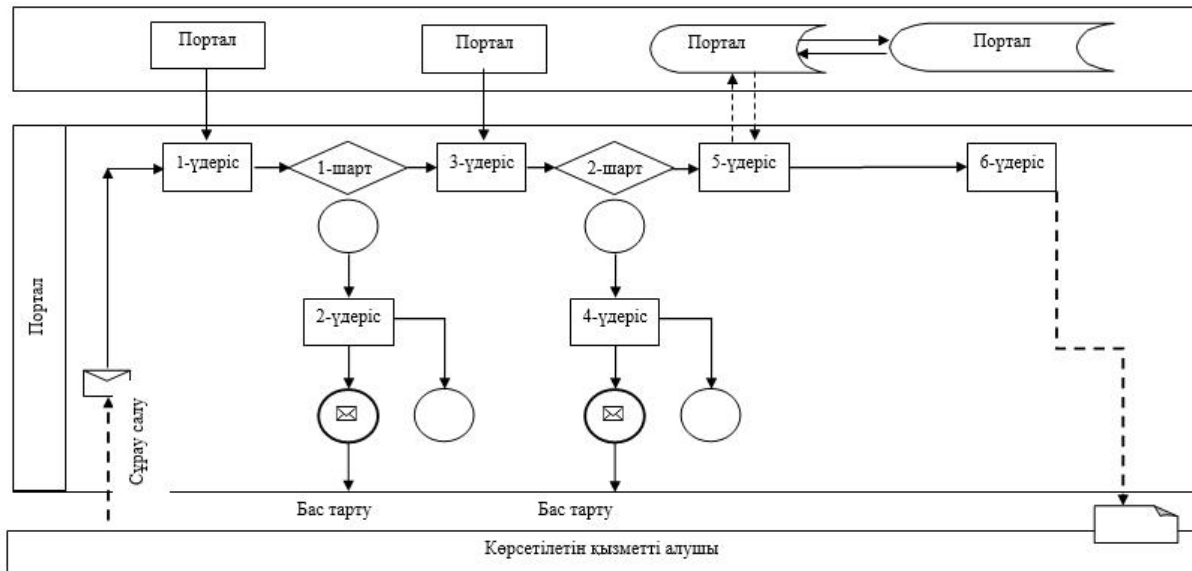 Портал
Портал
Портал
Портал
1-үдеріс
1-шарт
3-үдеріс
2-шарт
5-үдеріс
6-үдеріс
Портал
2-үдеріс
4-үдеріс
Сұрау салу
Бас тарту
Бас тарту
Көрсетілетін қызметті алушы